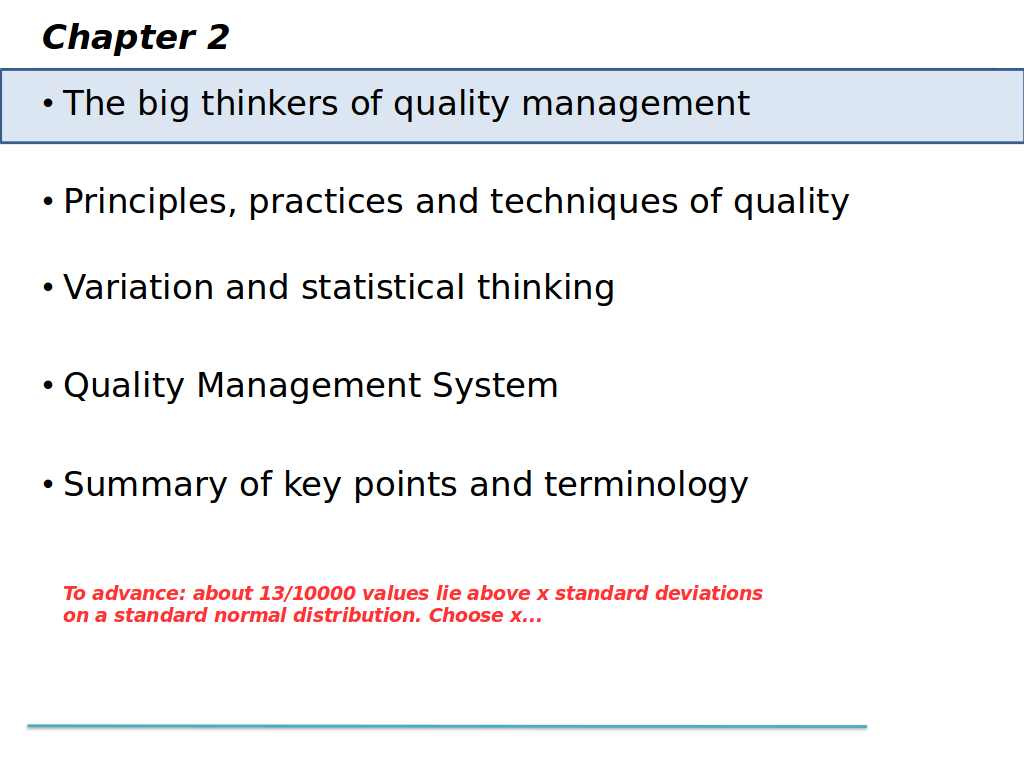 Chapter 2
• The big thinkers of quality management
• Principles, practices and techniques of quality
• Variation and statistical thinking
• Quality Management System
• Summary of key points and terminology
To advance: about 13/10000 values lie above x standard deviations
on a standard normal distribution. Choose x...